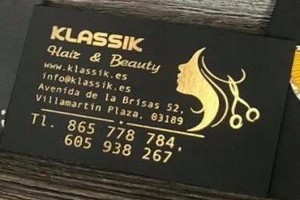 KLASSIK
Hair & Beauty
www.klassik.es
info@klassik.es
Avenida de la Brisas 52,
Villamartin Plaza, 03189
Tl. 865 778 784,
605 938 267